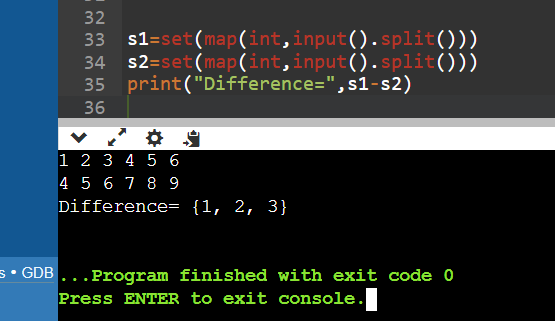 32
33 s1=set(map(int,input().split()))
34 s2=set(map(int,input().split()))
35 print("Difference=",s1-s2)
36
1 2 3 4 5 6
4 5 6 7 8 9
Difference= {1, 2, 3}
s • GDB
...Program finished with exit code 0
Press ENTER to exit console.